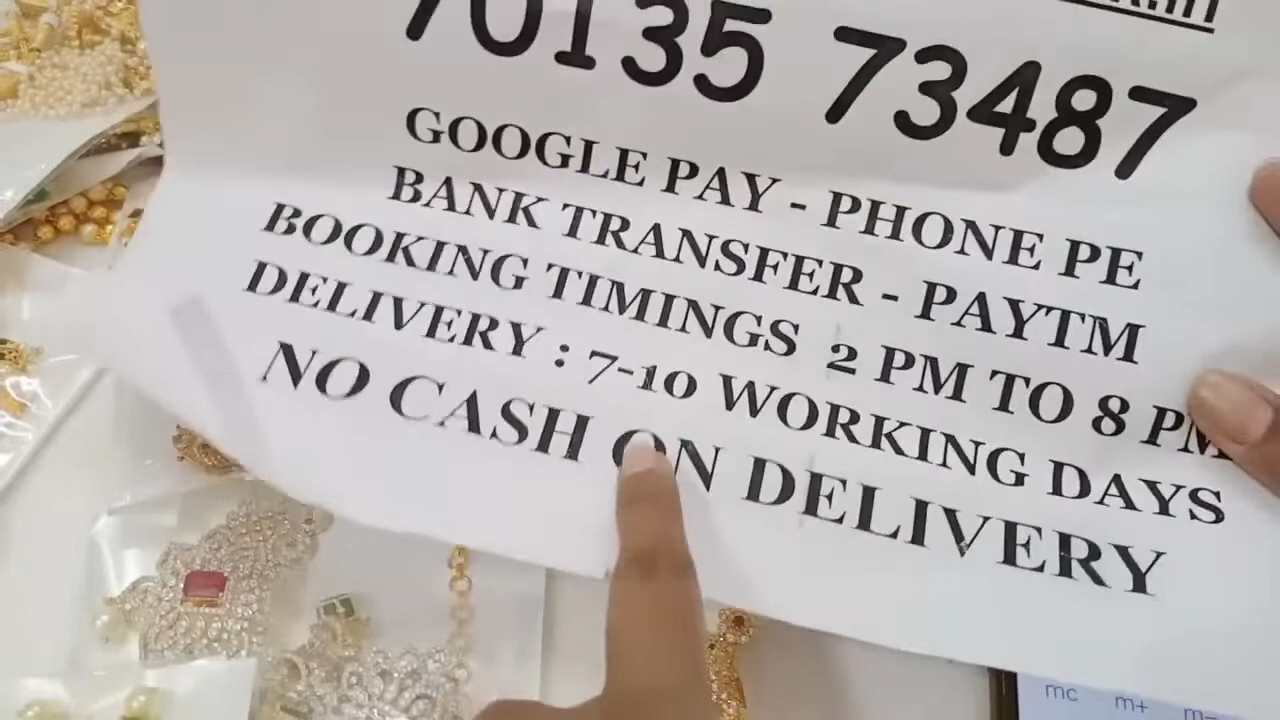 70135 73487
GOOGLE PAY - PHONE PE
BANK TRANSFER - PAYTM
BOOKING TIMINGS 2 PM TO 8 PM
DELIVERY : 7-10 WORKING DAYS
NO CASH ON DELIVERY
mc m+